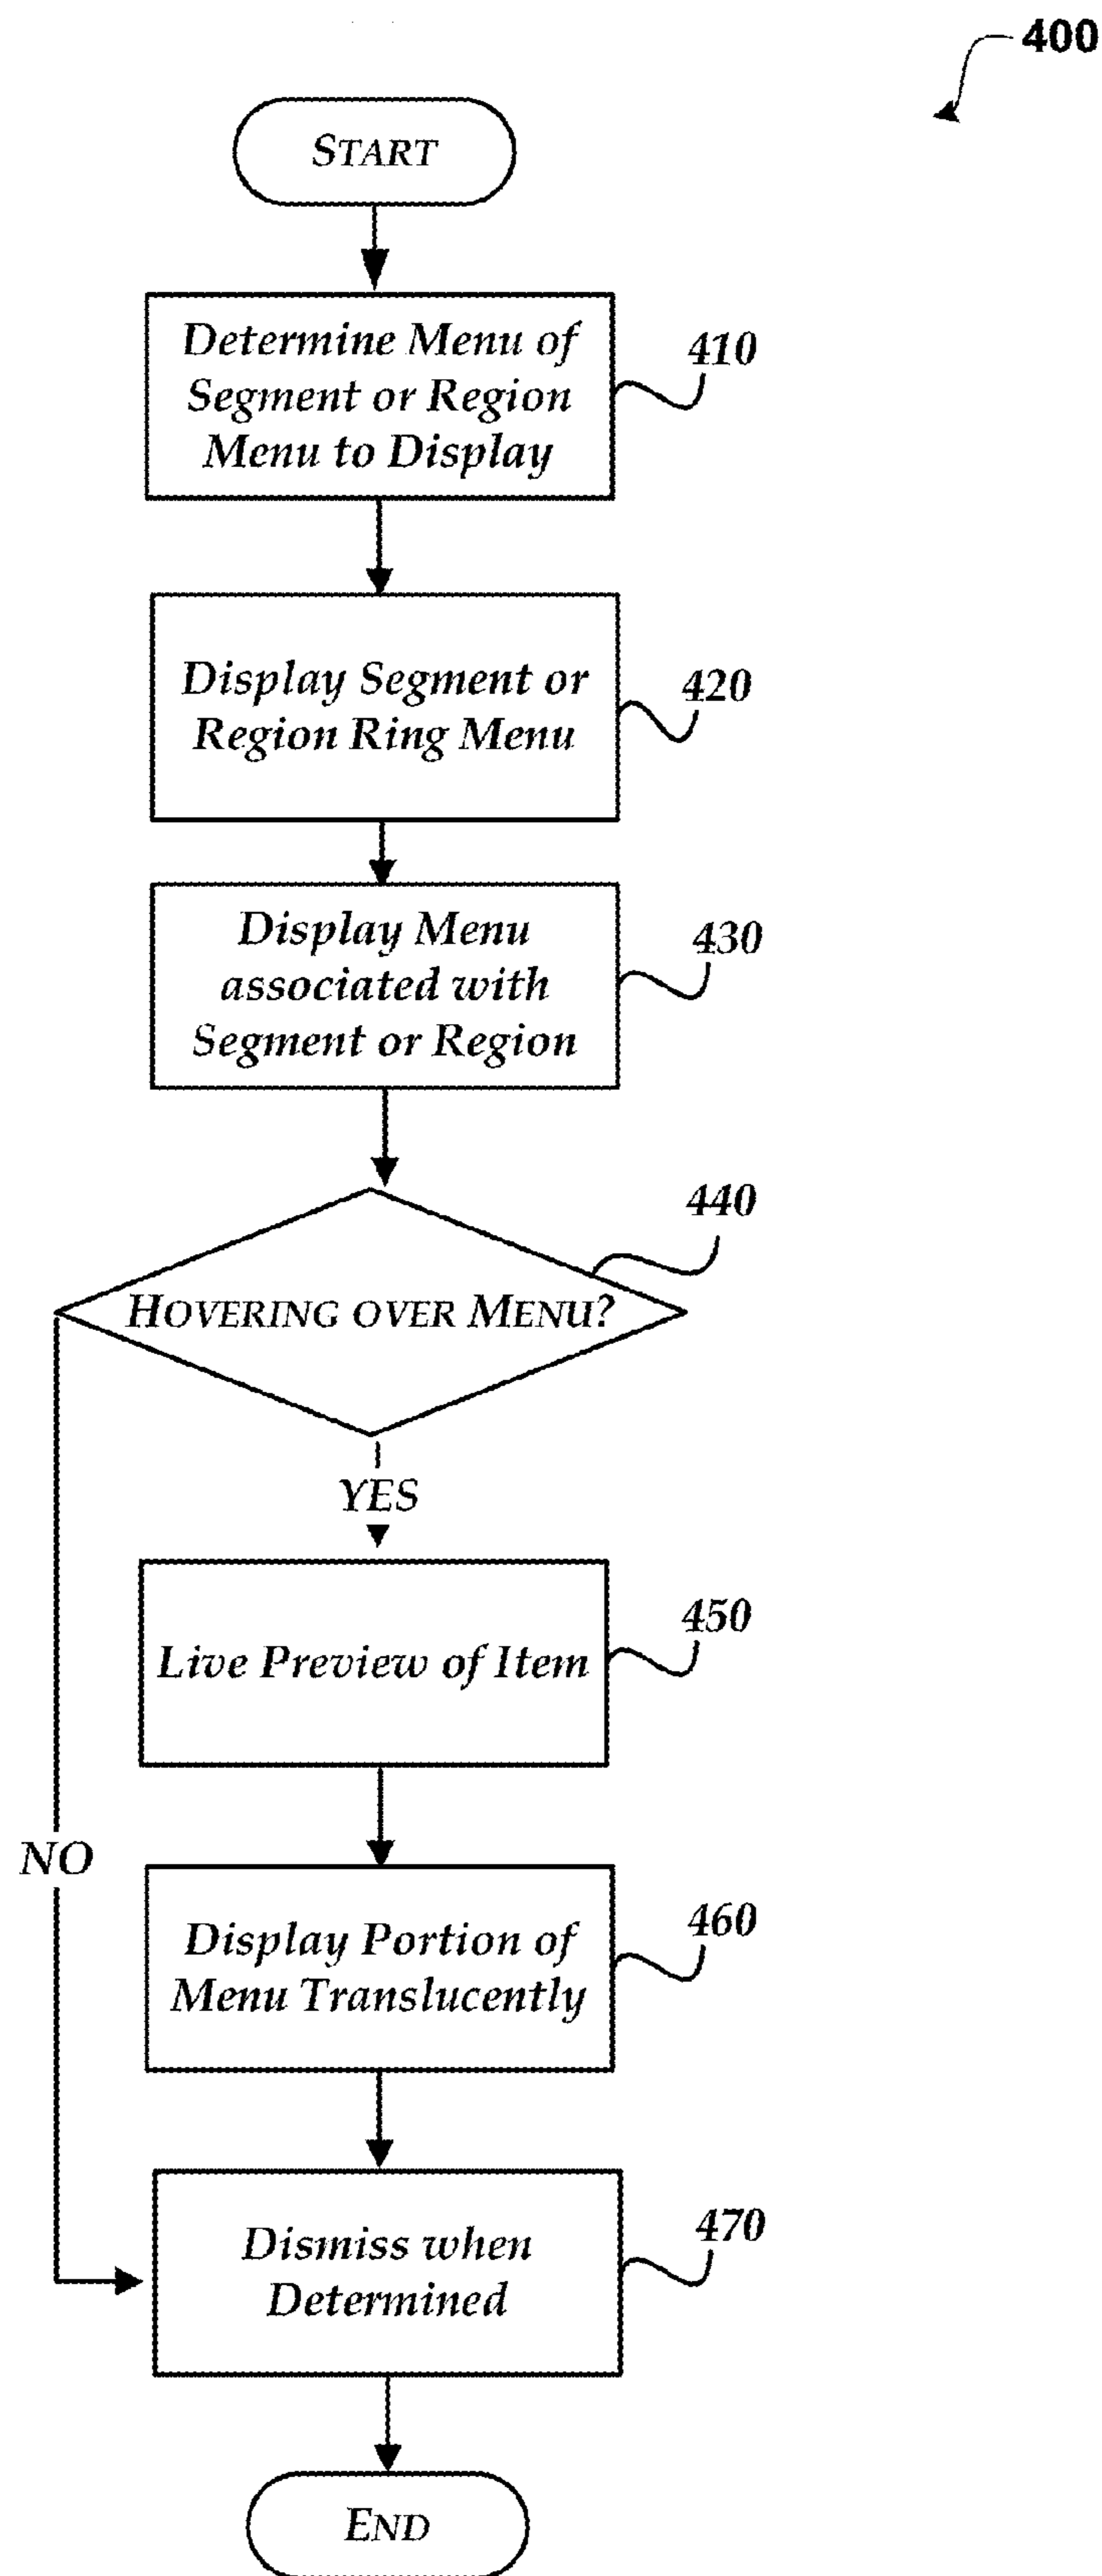 400
START
Determine Menu of
Segment or Region
Menu to Display
410
Display Segment or
Region Ring Menu
420
Display Menu
associated with
Segment or Region
430
HOVERING OVER MENU?
440
YES
Live Preview of Item
450
NO
Display Portion of
Menu Translucently
460
Dismiss when
Determined
470
END